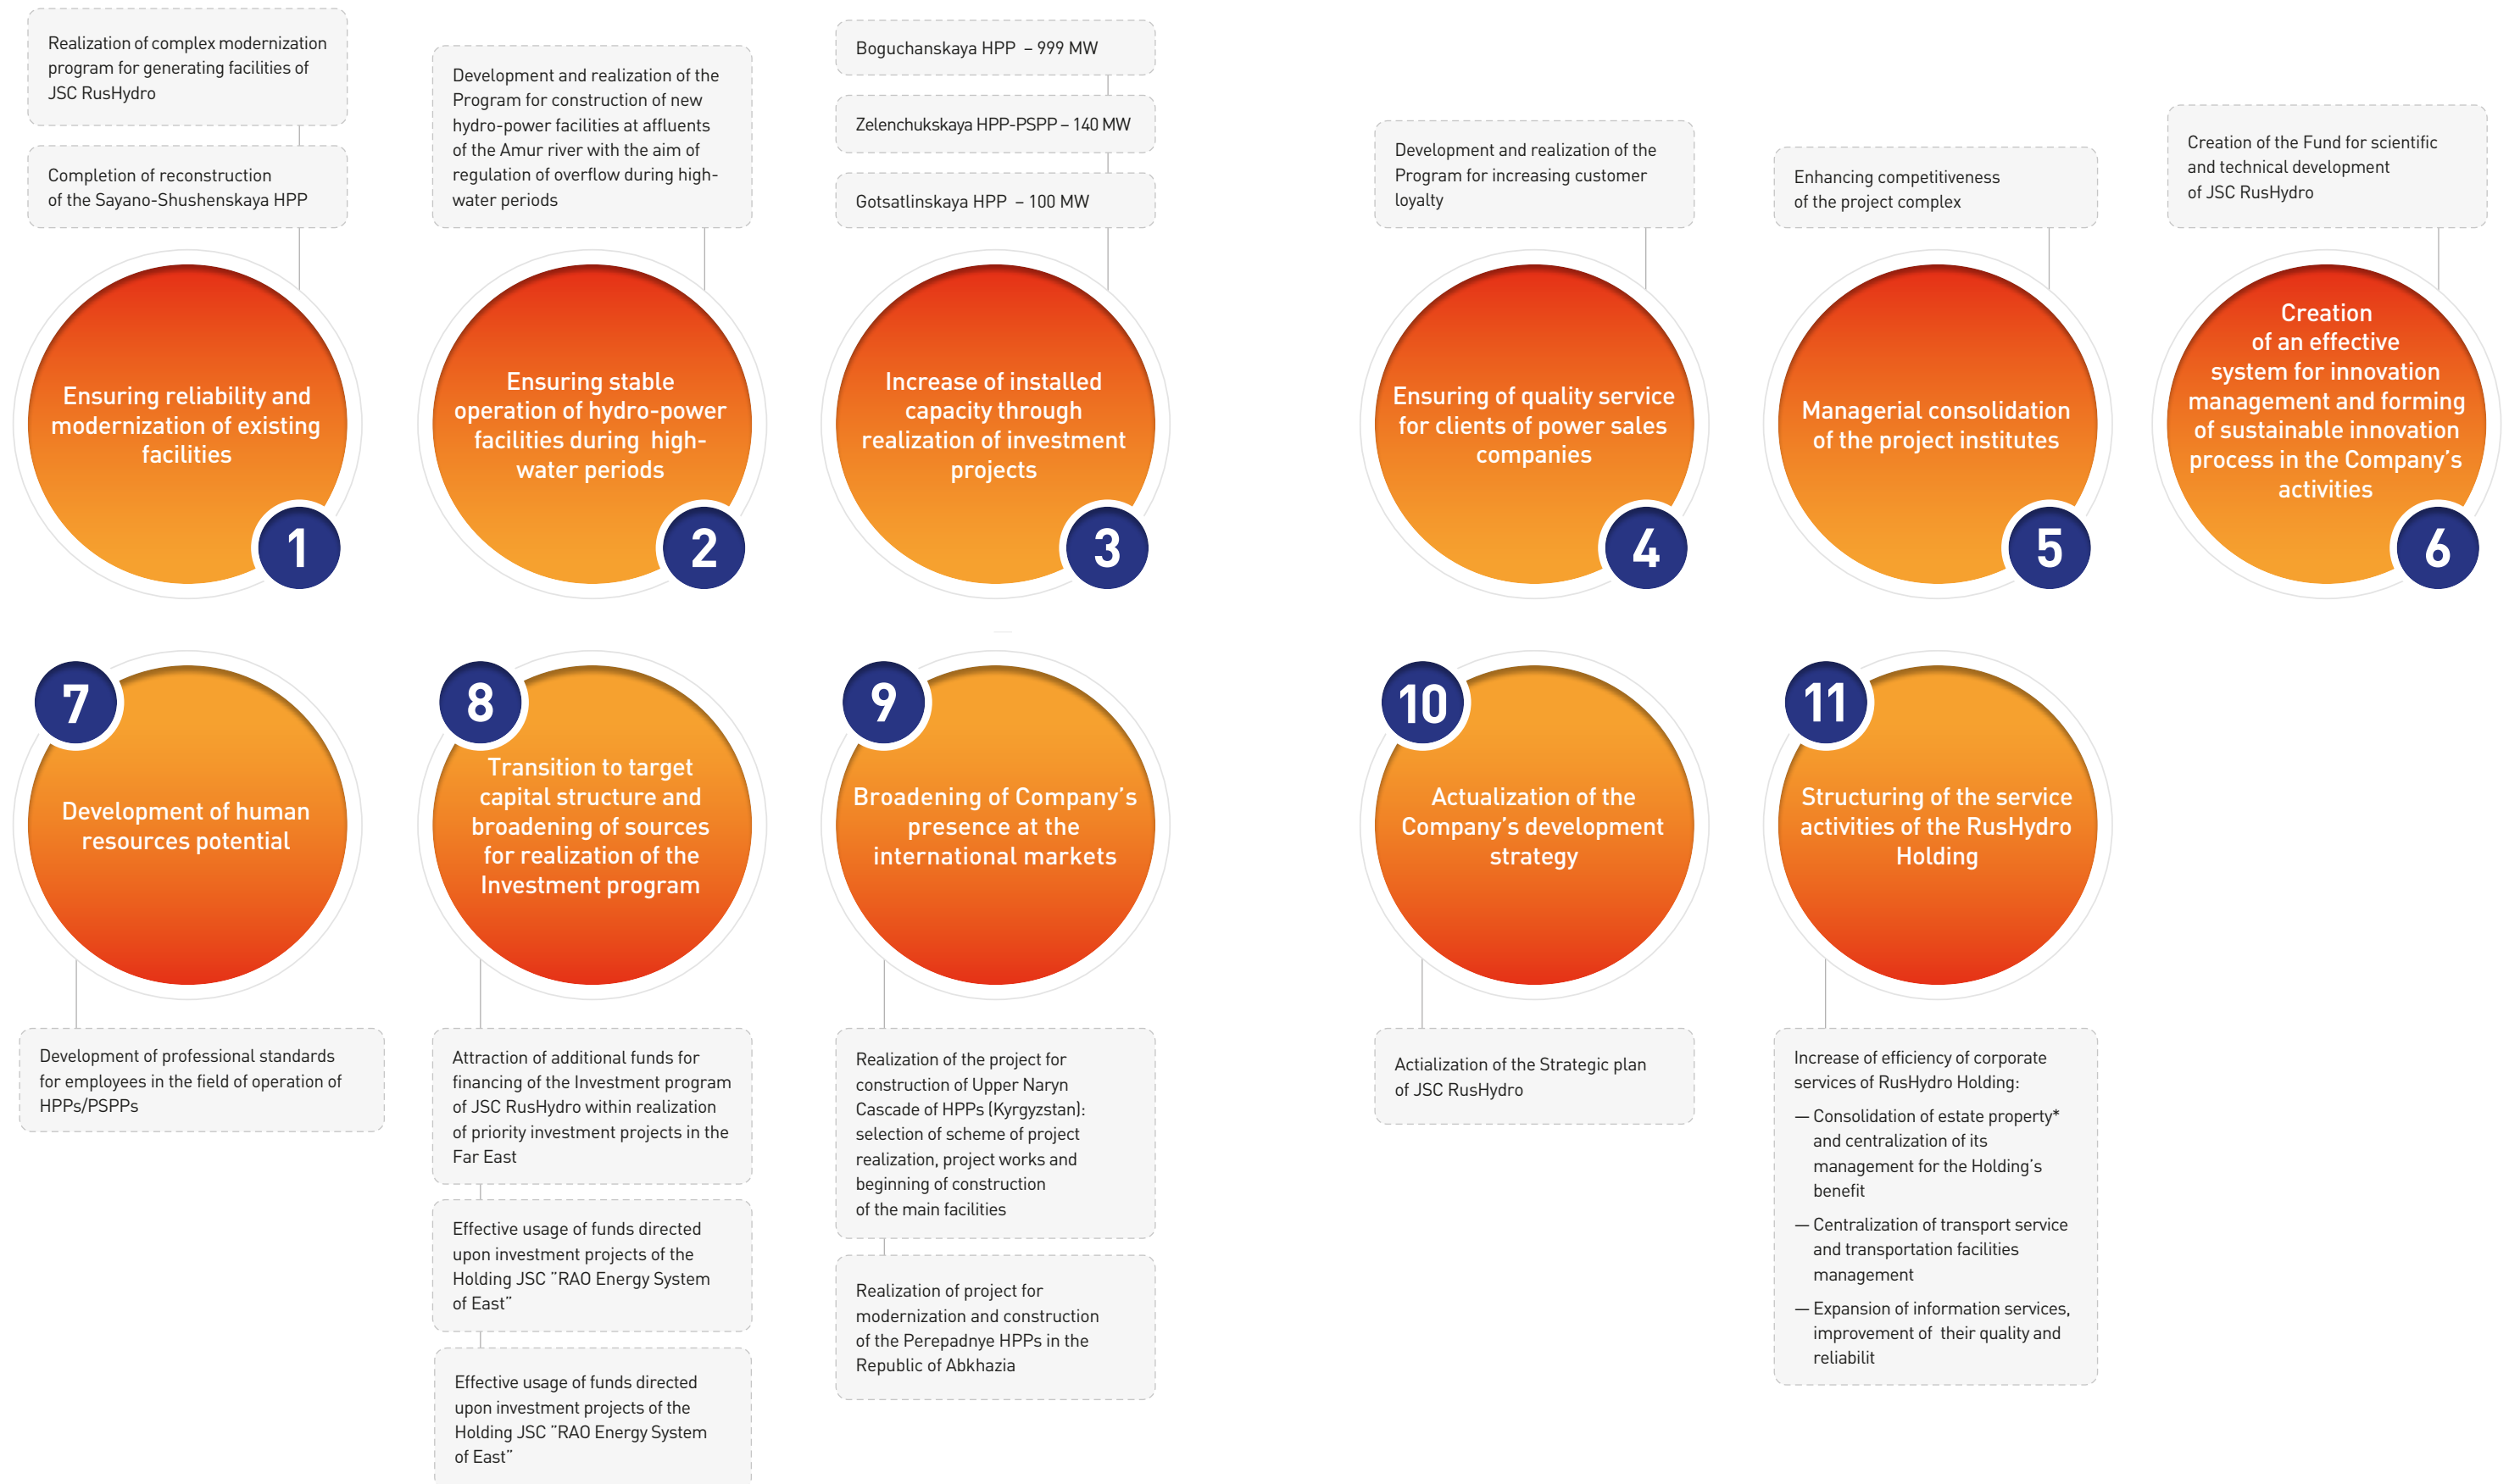 Realization of complex modernization
program for generating facilities of
JSC RusHydro
Completion of reconstruction
of the Sayano-Shushenskaya HPP
Ensuring reliability and
modernization of existing
facilities
1
Development and realization of the
Program for construction of new
hydro-power facilities at affluents
of the Amur river with the aim of
regulation of overflow during high-
water periods
Ensuring stable
operation of hydro-power
facilities during high-
water periods
2
Boguchanskaya HPP – 999 MW
Zelenchukskaya HPP-PSPP – 140 MW
Gotsatlinskaya HPP – 100 MW
Increase of installed
capacity through
realization of investment
projects
3
Development and realization of the
Program for increasing customer
loyalty
Ensuring of quality service
for clients of power sales
companies
4
Enhancing competitiveness
of the project complex
Managerial consolidation
of the project institutes
5
Creation of the Fund for scientific
and technical development
of JSC RusHydro
Creation
of an effective
system for innovation
management and forming
of sustainable innovation
process in the Company’s
activities
6
7
Development of human
resources potential
Development of professional standards
for employees in the field of operation of
HPPs/PSPPs
8
Transition to target
capital structure and
broadening of sources
for realization of the
Investment program
Attraction of additional funds for
financing of the Investment program
of JSC RusHydro within realization
of priority investment projects in the
Far East
Effective usage of funds directed
upon investment projects of the
Holding JSC "RAO Energy System
of East"
Effective usage of funds directed
upon investment projects of the
Holding JSC "RAO Energy System
of East"
9
Broadening of Company’s
presence at the
international markets
Realization of the project for
construction of Upper Naryn
Cascade of HPPs (Kyrgyzstan):
selection of scheme of project
realization, project works and
beginning of construction
of the main facilities
Realization of project for
modernization and construction
of the Perepadnye HPPs in the
Republic of Abkhazia
10
Actualization of the
Company’s development
strategy
Actialization of the Strategic plan
of JSC RusHydro
11
Structuring of the service
activities of the RusHydro
Holding
Increase of efficiency of corporate
services of RusHydro Holding:
— Consolidation of estate property*
and centralization of its
management for the Holding’s
benefit
— Centralization of transport service
and transportation facilities
management
— Expansion of information services,
improvement of their quality and
reliabilit